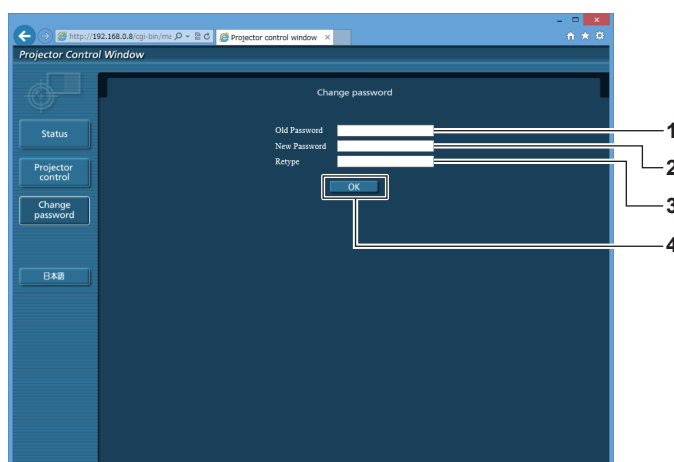 http://192.168.0.8/cgi-bin/ma
Projector control window
Projector Control Window
Change password
Status
Projector
control
Change
password
日本語
Old Password
New Password
Retype
OK
1
2
3
4